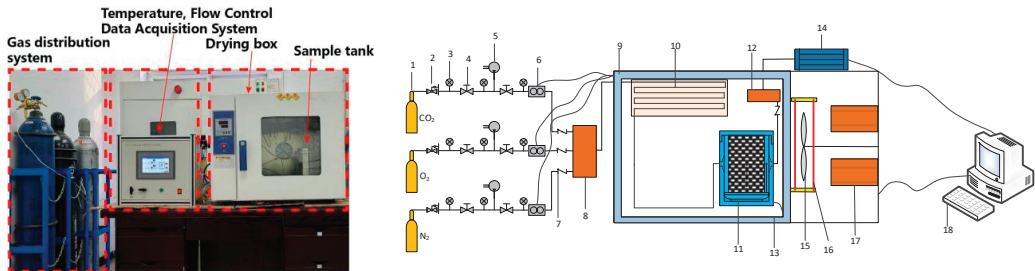 Temperature, Flow Control
Data Acquisition System
Gas distribution
system
Drying box
Sample tank
1
2
3
4
5
6
CO₂
O₂
N₂
7
8
9
10
11
12
13
14
15
16
17
18